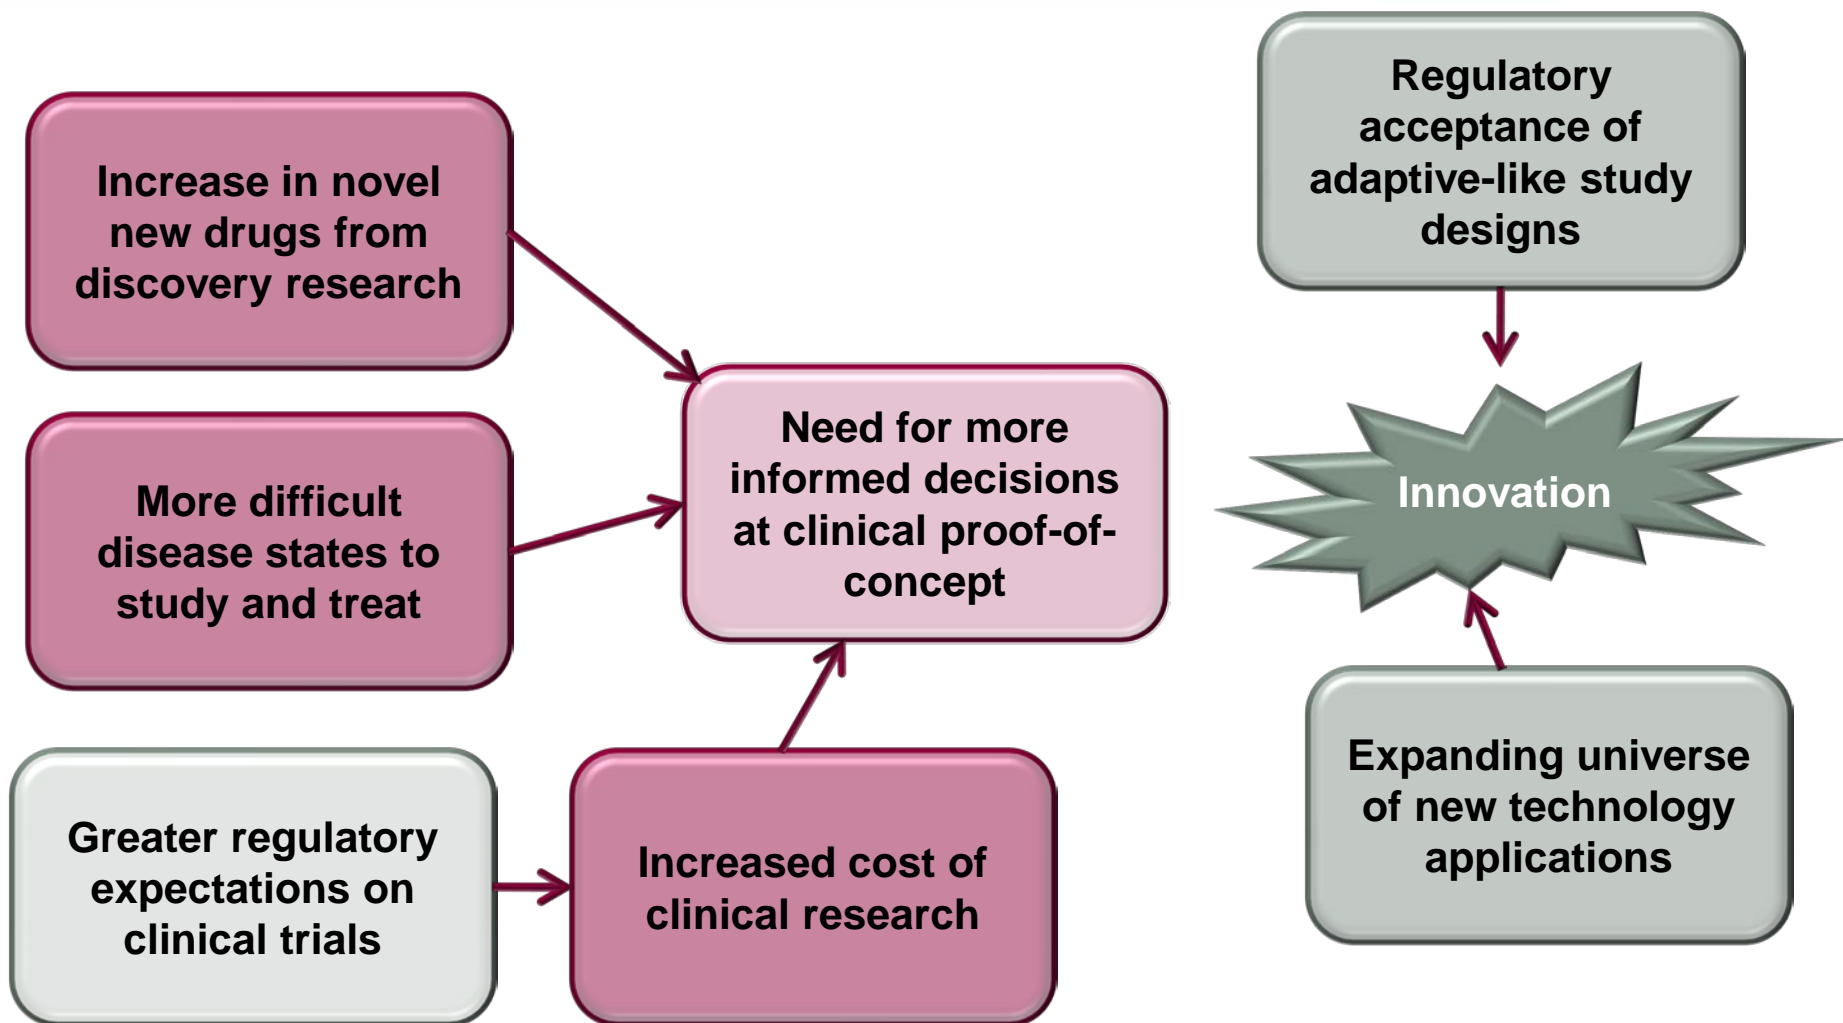 Increase in novel
new drugs from
discovery research
More difficult
disease states to
study and treat
Greater regulatory
expectations on
clinical trials
Increased cost of
clinical research
Need for more
informed decisions
at clinical proof-of-
concept
Regulatory
acceptance of
adaptive-like study
designs
Innovation
Expanding universe
of new technology
applications